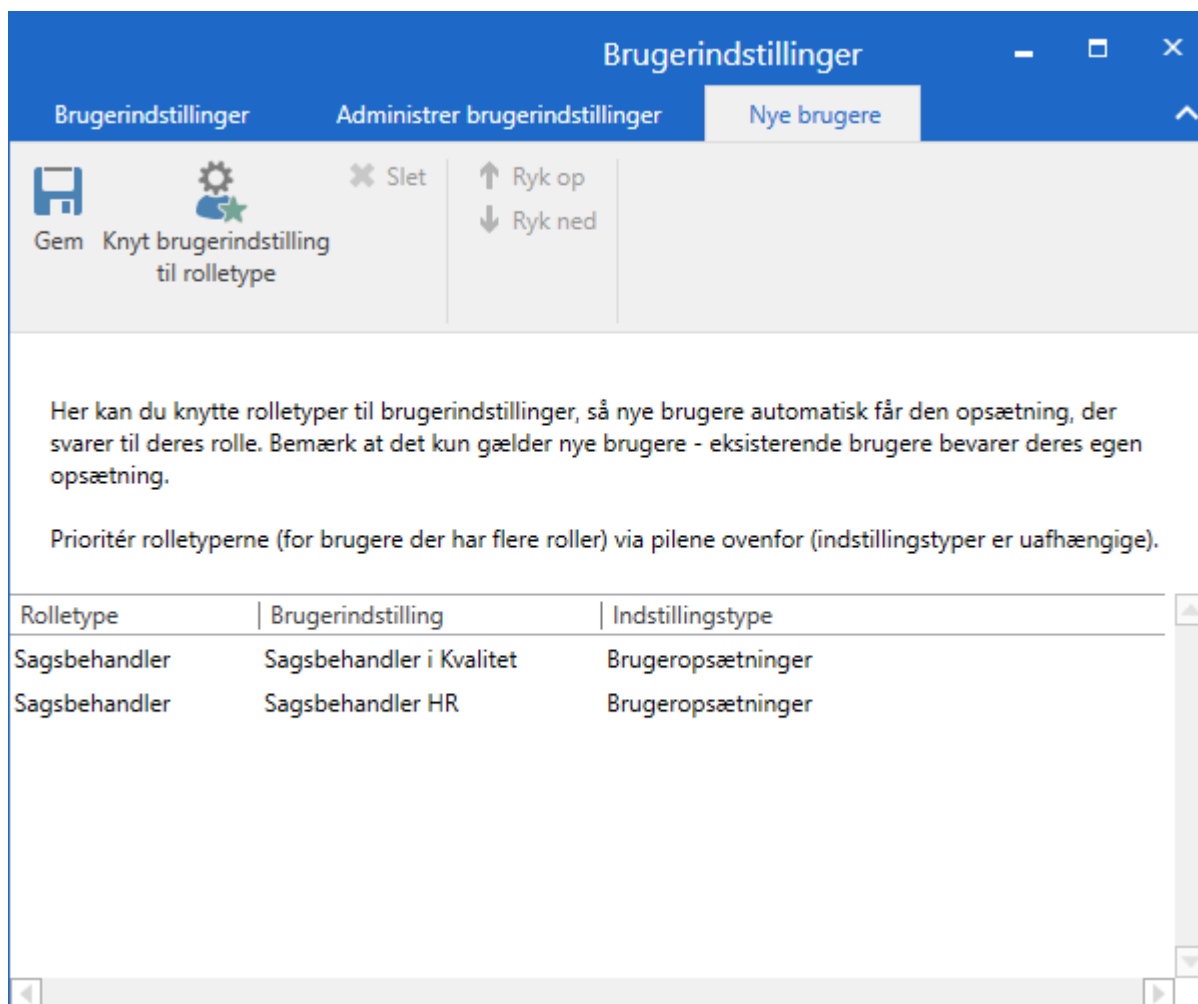 Brugerindstillinger
Brugerindstillinger Administrer brugerindstillinger Nye brugere
Gem
Knyt brugerindstilling
til rolletype
Slet
Ryk op
Ryk ned
Her kan du knytte rolletyper til brugerindstillinger, så nye brugere automatisk får den opsætning, der
svarer til deres rolle. Bemærk at det kun gælder nye brugere - eksisterende brugere bevarer deres egen
opsætning.
Prioritér rolletyperne (for brugere der har flere roller) via pilene ovenfor (indstillingstyper er uafhængige).
Rolletype Brugerindstilling Indstillingstype
Sagsbehandler Sagsbehandler i Kvalitet Brugeropsætninger
Sagsbehandler Sagsbehandler HR Brugeropsætninger